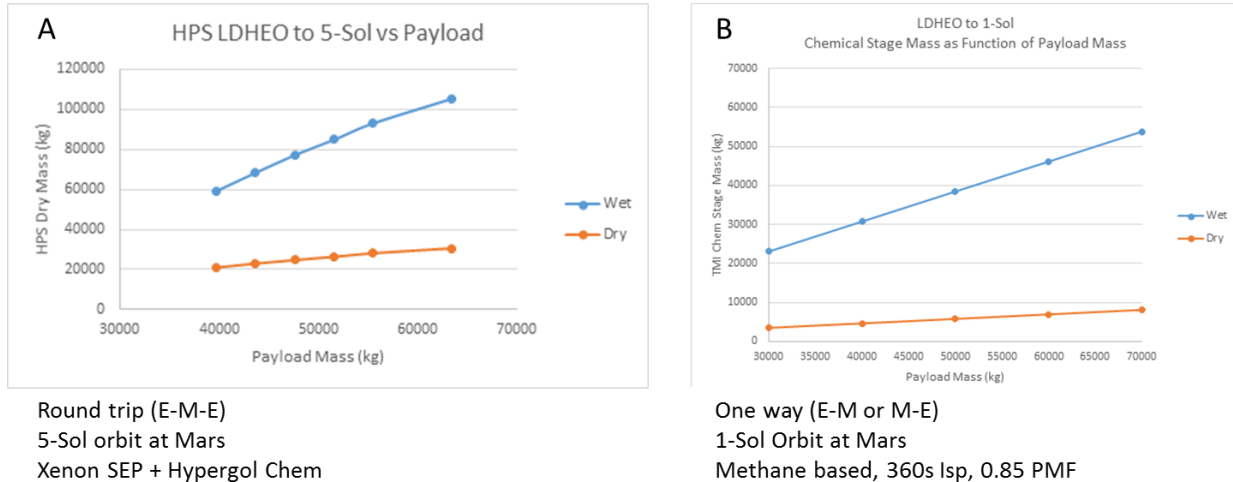 A
HPS LDHEO to 5-Sol vs Payload
120000
100000
80000
60000
40000
20000
0
HPS Dry Mass (kg)
30000 40000 50000 60000 70000
Payload Mass (kg)
Wet
Dry
Round trip (E-M-E)
5-Sol orbit at Mars
Xenon SEP + Hypergol Chem
B
LDHEO to 1-Sol
Chemical Stage Mass as Function of Payload Mass
70000
60000
50000
40000
30000
20000
10000
0
TMI Chem Stage Mass (kg)
30000 35000 40000 45000 50000 55000 60000 65000 70000
Payload Mass (kg)
Wet
Dry
One way (E-M or M-E)
1-Sol Orbit at Mars
Methane based, 360s Isp, 0.85 PMF